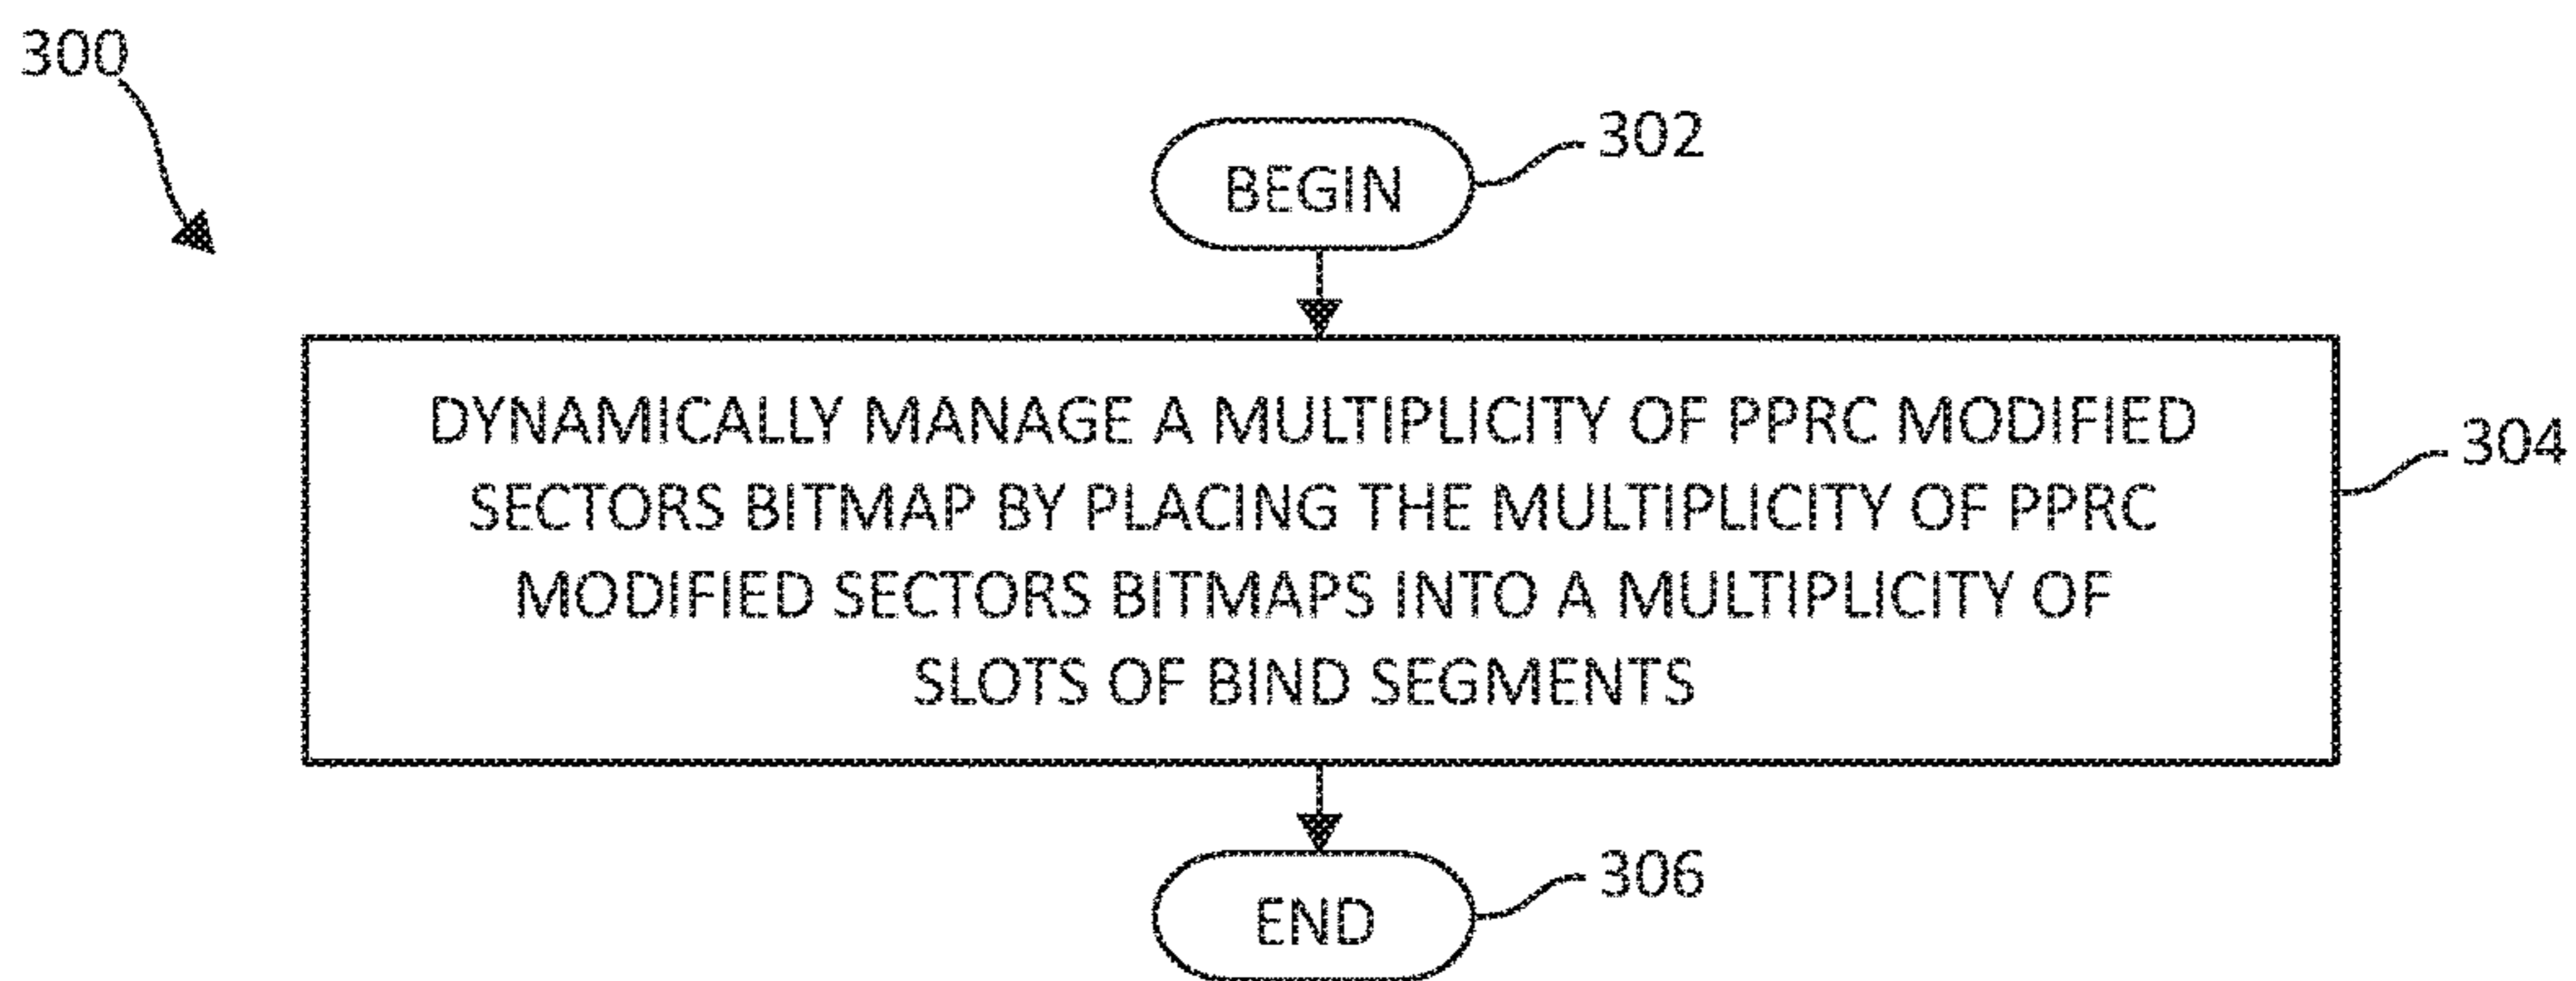 300
302
BEGIN
DYNAMICALLY MANAGE A MULTIPLICITY OF PPRC MODIFIED
SECTORS BITMAP BY PLACING THE MULTIPLICITY OF PPRC
MODIFIED SECTORS BITMAPS INTO A MULTIPLICITY OF
SLOTS OF BIND SEGMENTS
304
306
END